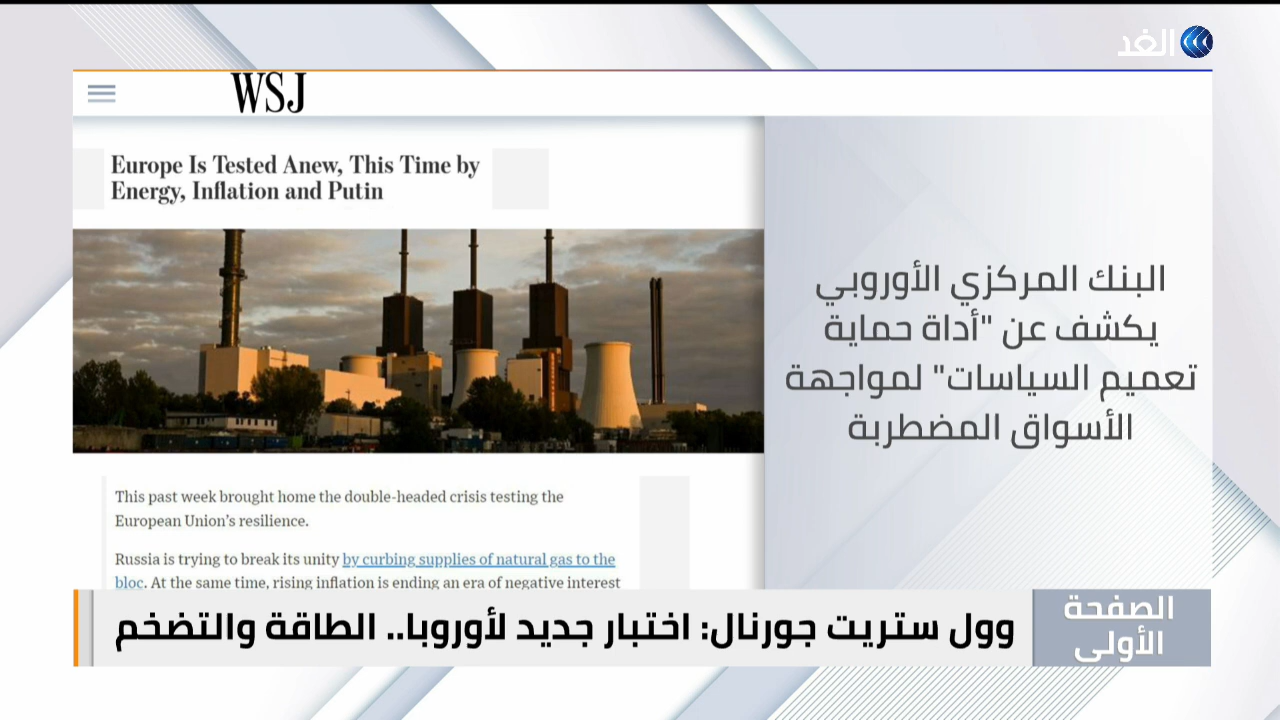 الغد
WSJ
Europe Is Tested Anew, This Time by
Energy, Inflation and Putin
البنك المركزي الأوروبي
يكشف عن "أداة حماية
تعميم السياسات" لمواجهة
الأسواق المضطربة
This past week brought home the double-headed crisis testing the
European Union's resilience.
Russia is trying to break its unity by curbing supplies of natural gas to the
bloc. At the same time, rising inflation is ending an era of negative interest
الصفحة
الأولى
وول ستريت جورنال: اختبار جديد لأوروبا.. الطاقة والتضخم